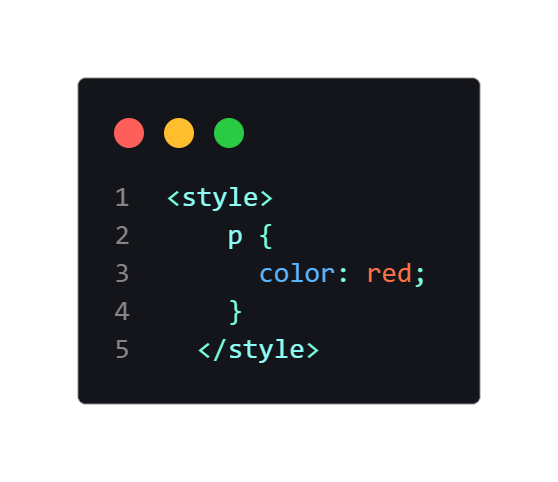 1 <style>
2 p {
3 color: red;
4 }
5 </style>